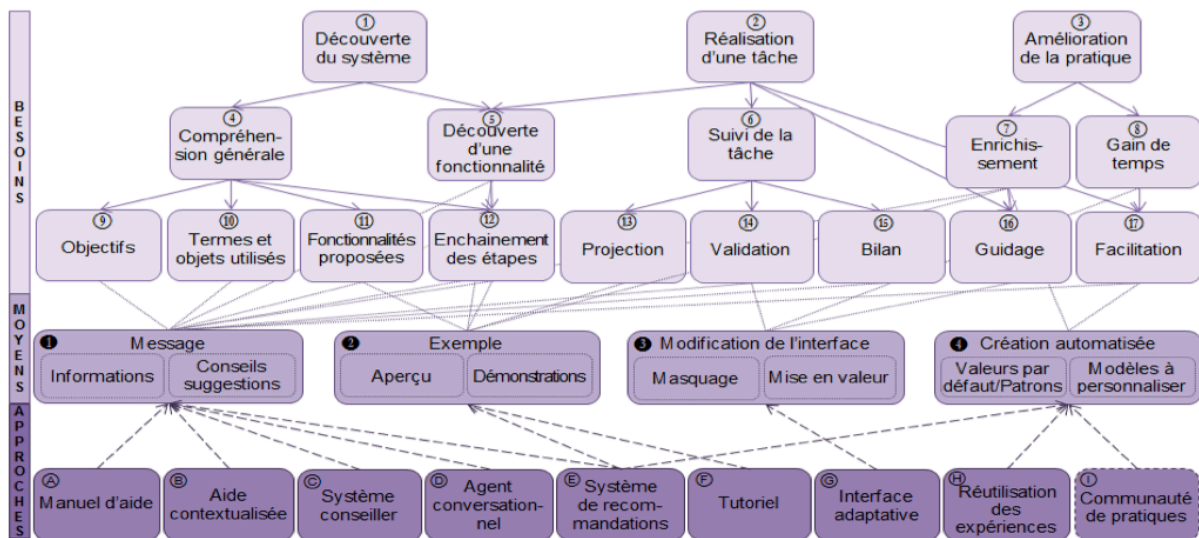 BESOINS
①
Découverte
du système
②
Réalisation
d'une tâche
③
Amélioration
de la pratique
④
Compréhen-
sion générale
⑤
Découverte
d'une
fonctionnalité
⑥
Suivi de la
tâche
⑦
Enrichis-
sement
⑧
Gain de
temps
⑨
Objectifs
⑩
Termes et
objets utilisés
⑪
Fonctionnalités
proposées
⑫
Enchainement
des étapes
⑬
Projection
⑭
Validation
⑮
Bilan
⑯
Guidage
⑰
Facilitation
MOYENS
❶ Message
Informations
Conseils
suggestions
❷ Exemple
Aperçu
Démonstrations
❸ Modification de l'interface
Masquage
Mise en valeur
❹ Création automatisée
Valeurs par
défaut/Patrons
Modèles à
personnaliser
APPROCHES
Ⓐ
Manuel d'aide
Ⓑ
Aide
contextualisée
Ⓒ
Système
conseiller
Ⓓ
Agent
conversation-
nel
Ⓔ
Système
de recom-
mandations
Ⓕ
Tutoriel
Ⓖ
Interface
adaptative
Ⓗ
Réutilisation
des
expériences
Ⓘ
Communauté
de pratiques